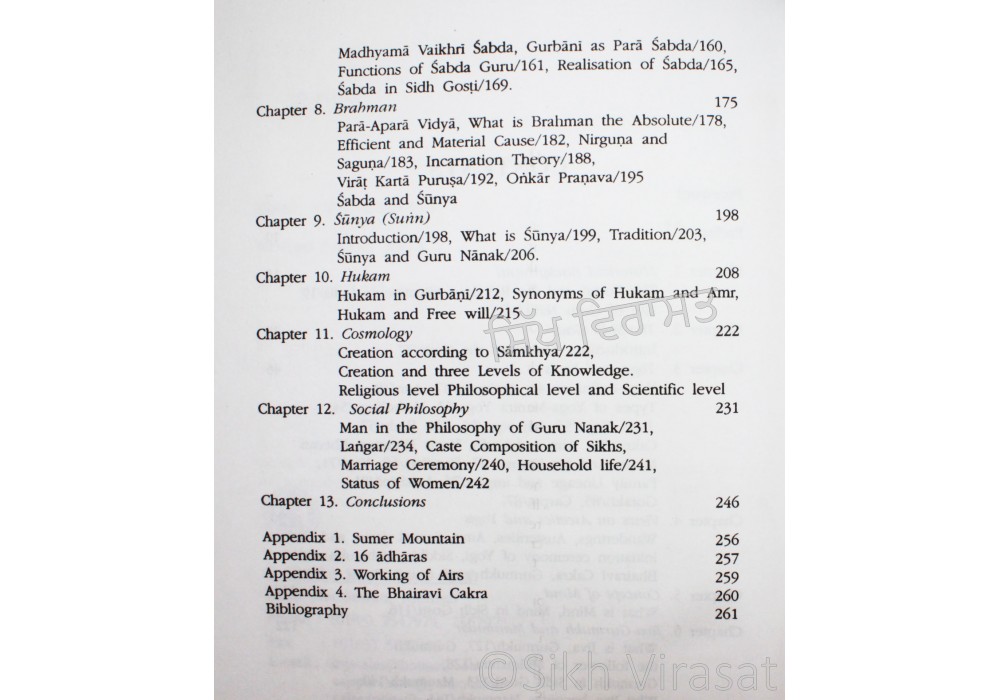 Madhyamā Vaikhrī Śabda, Gurbāni as Parā Śabda/160,
Functions of Śabda Guru/161, Realisation of Śabda/165,
Śabda in Sidh Gosṭi/169.
Chapter 8. Brahman 175
Parā-Aparā Vidyā, What is Brahman the Absolute/178,
Efficient and Material Cause/182, Nirguṇa and
Saguṇa/183, Incarnation Theory/188,
Virāṭ Kartā Puruṣa/192, Oṅkār Praṇava/195
Śabda and Śūnya
Chapter 9. Śūnya (Suṅn) 198
Introduction/198, What is Śūnya/199, Tradition/203,
Śūnya and Guru Nānak/206.
Chapter 10. Hukam 208
Hukam in Gurbāṇi/212, Synonyms of Hukam and Amr,
Hukam and Free will/215
ਸਿੱਖ ਵਿਰਾਸਤ
Chapter 11. Cosmology 222
Creation according to Sāmkhya/222,
Creation and three Levels of Knowledge.
Religious level Philosophical level and Scientific level
Chapter 12. Social Philosophy 231
Man in the Philosophy of Guru Nanak/231,
Laṅgar/234, Caste Composition of Sikhs,
Marriage Ceremony/240, Household life/241,
Status of Women/242
Chapter 13. Conclusions 246
Appendix 1. Sumer Mountain 256
Appendix 2. 16 ādhāras 257
Appendix 3. Working of Airs 259
Appendix 4. The Bhairavī Cakra 260
Bibliography 261
©Sikh Virasat